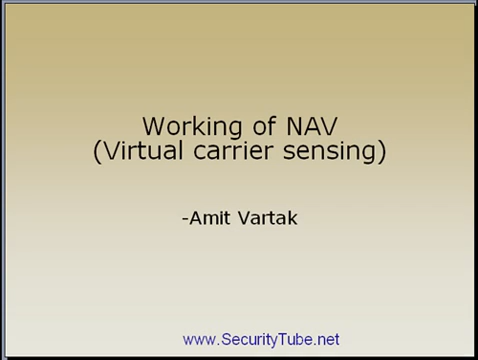 Working of NAV
(Virtual carrier sensing)
-Amit Vartak
www.SecurityTube.net